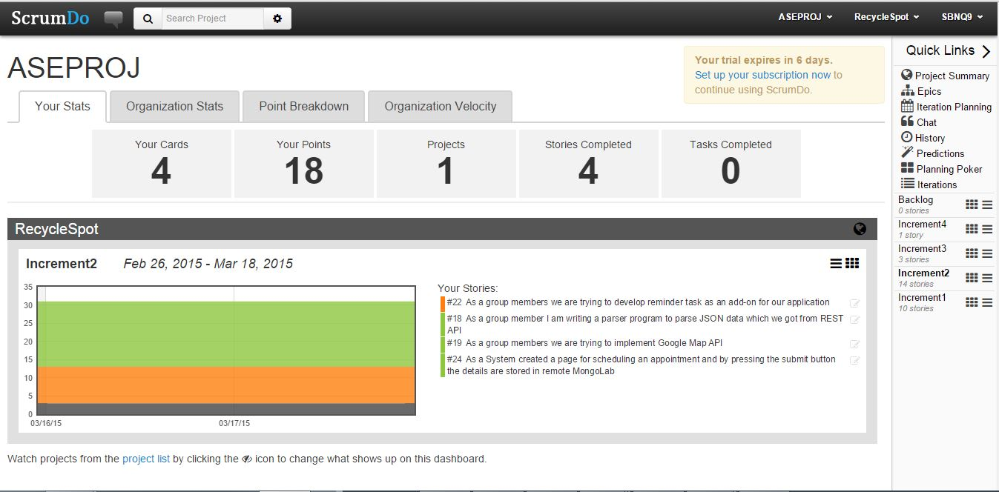 ScrumDo
Search Project
ASEPROJ
RecycleSpot
SBNQ9
ASEPROJ
Your trial expires in 6 days.
Set up your subscription now to
continue using ScrumDo.
Your Stats
Organization Stats
Point Breakdown
Organization Velocity
Your Cards
4
Your Points
18
Projects
1
Stories Completed
4
Tasks Completed
0
RecycleSpot
Increment2 Feb 26, 2015 - Mar 18, 2015
35
30
25
20
15
10
5
0
03/16/15
03/17/15
Your Stories:
#22 As a group members we are trying to develop reminder task as an add-on for our application
#18 As a group member I am writing a parser program to parse JSON data which we got from REST
API
#19 As a group members we are trying to implement Google Map API
#24 As a System created a page for scheduling an appointment and by pressing the submit button
the details are stored in remote MongoLab
Watch projects from the project list by clicking the icon to change what shows up on this dashboard.
Quick Links
Project Summary
Epics
Iteration Planning
Chat
History
Predictions
Planning Poker
Iterations
Backlog
0 stories
Increment4
1 story
Increment3
3 stories
Increment2
14 stories
Increment1
10 stories